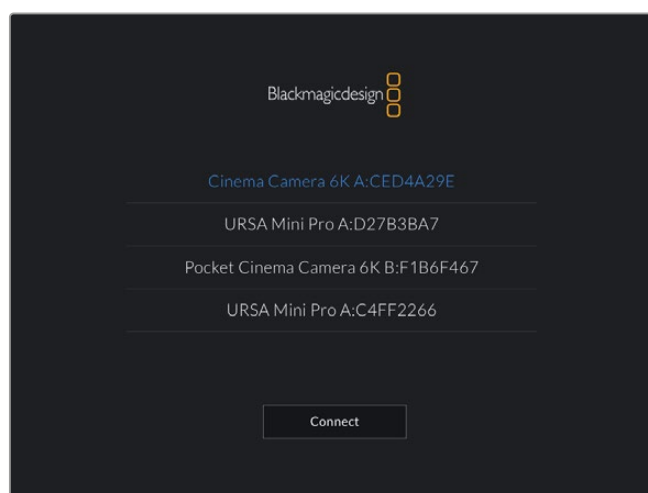 Blackmagicdesign
Cinema Camera 6K A:CED4A29E
URSA Mini Pro A:D27B3BA7
Pocket Cinema Camera 6K B:F1B6F467
URSA Mini Pro A:C4FF2266
Connect